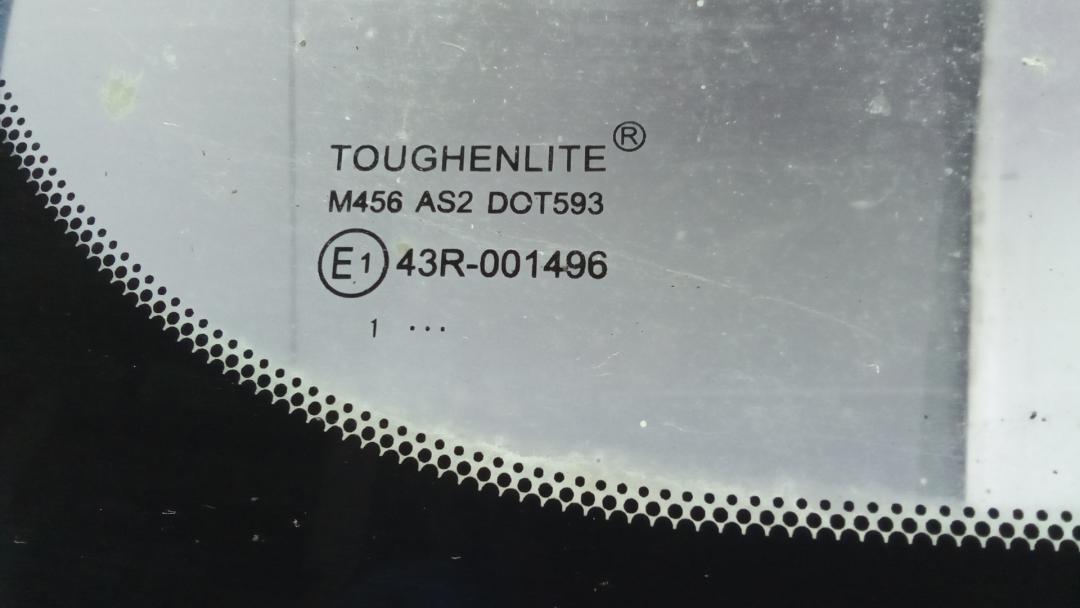 TOUGHENLITE®
M456 AS2 DOT593
E1 43R-001496
1 ...